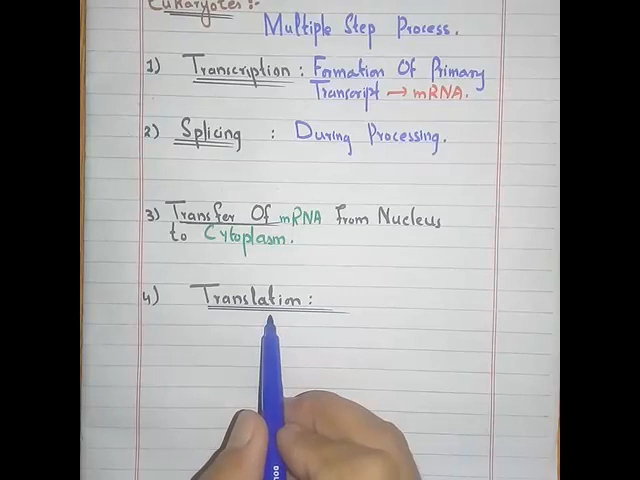 Eukaryotes:-
Multiple Step Process.
1) Transcription : Formation Of Primary
Transcript → mRNA.
2) Splicing : During Processing.
3) Transfer Of mRNA From Nucleus
to Cytoplasm.
4) Translation: